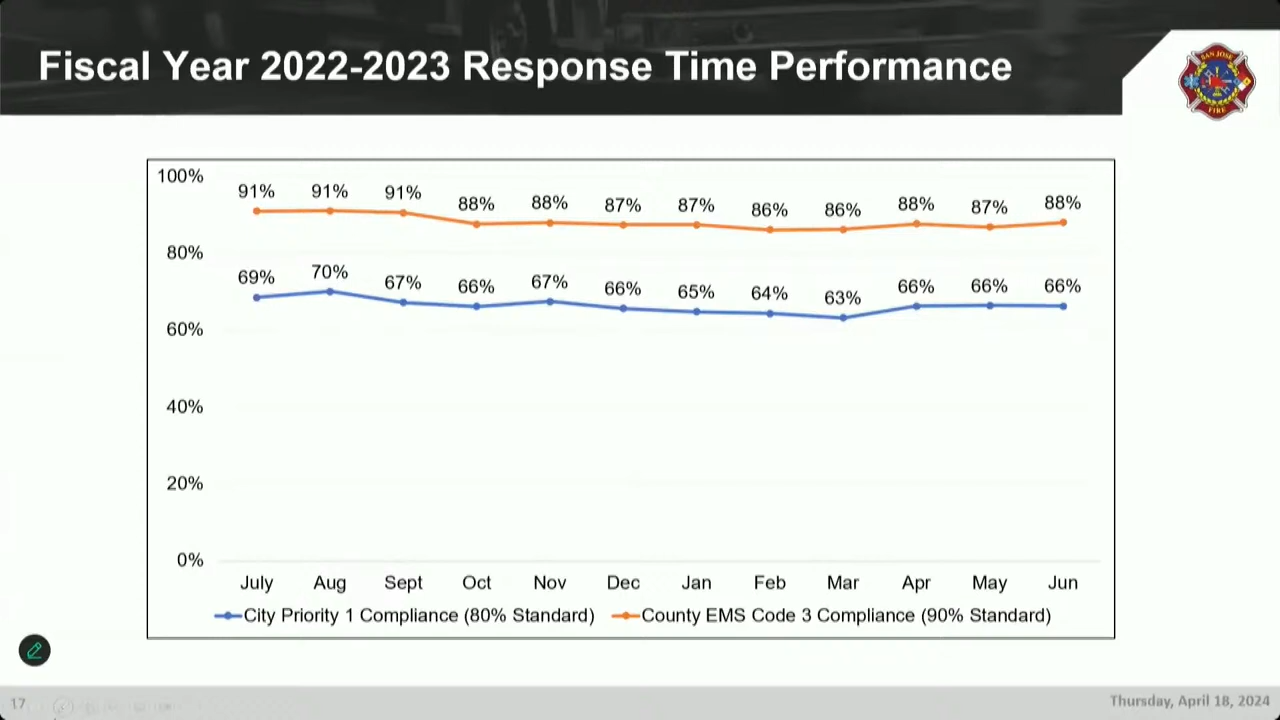 Fiscal Year 2022-2023 Response Time Performance
SAN JOSE
FIRE
100%
91% 91% 91% 88% 88% 87% 87% 86% 86% 88% 87% 88%
80%
69% 70% 67% 66% 67% 66% 65% 64% 63% 66% 66% 66%
60%
40%
20%
0%
July Aug Sept Oct Nov Dec Jan Feb Mar Apr May Jun
City Priority 1 Compliance (80% Standard) County EMS Code 3 Compliance (90% Standard)
17
Thursday, April 18, 2024